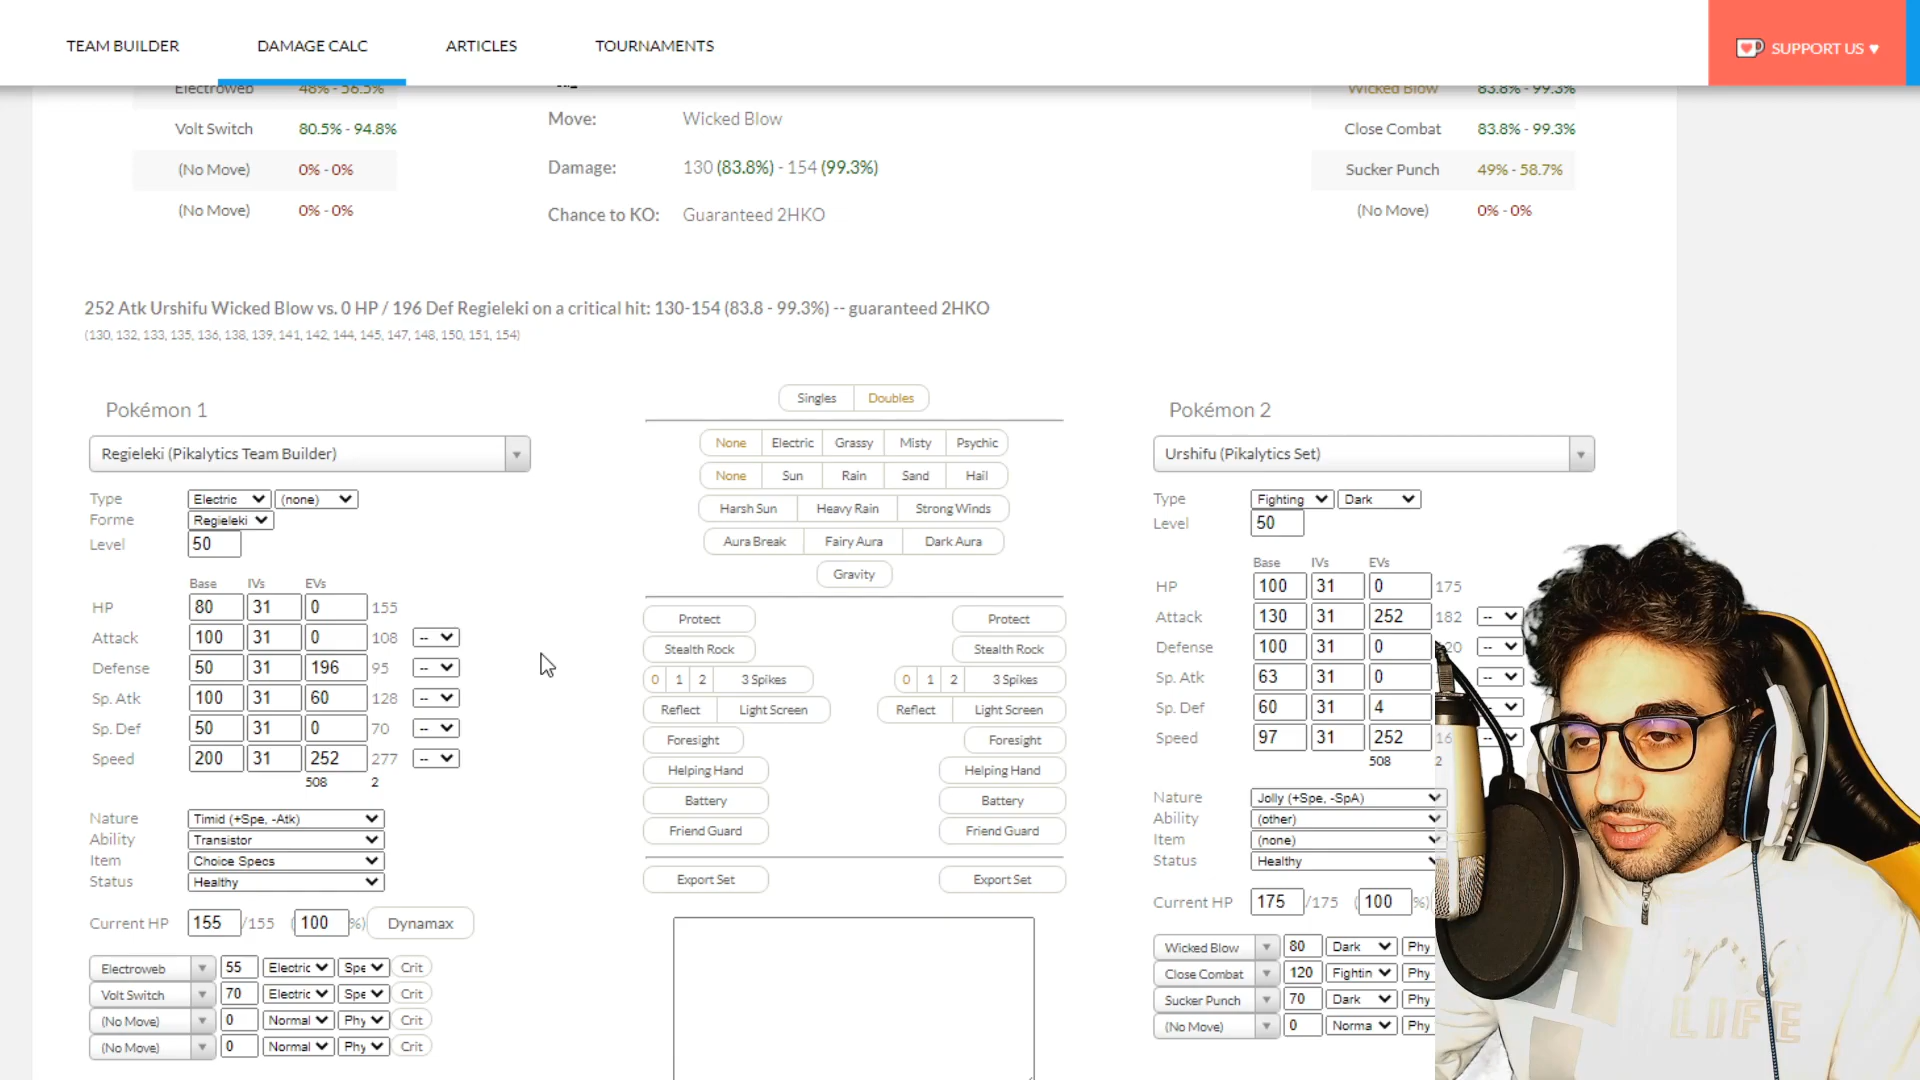 TEAM BUILDER DAMAGE CALC ARTICLES TOURNAMENTS SUPPORT US ♥
Electroweb 48% - 56.5% Wicked Blow 83.8% - 99.3%
Move: Wicked Blow
Volt Switch 80.5% - 94.8% Close Combat 83.8% - 99.3%
Damage: 130 (83.8%) - 154 (99.3%)
(No Move) 0% - 0% Sucker Punch 49% - 58.7%
(No Move) 0% - 0% Chance to KO: Guaranteed 2HKO (No Move) 0% - 0%
252 Atk Urshifu Wicked Blow vs. 0 HP / 196 Def Regieleki on a critical hit: 130-154 (83.8 - 99.3%) -- guaranteed 2HKO
(130, 132, 133, 135, 136, 138, 139, 141, 142, 144, 145, 147, 148, 150, 151, 154)
Pokémon 1
Regieleki (Pikalytics Team Builder)
Type Electric (none)
Forme Regieleki
Level 50
Base IVs EVs
HP 80 31 0 155
Attack 100 31 0 108 --
Defense 50 31 196 95 --
Sp. Atk 100 31 60 128 --
Sp. Def 50 31 0 70 --
Speed 200 31 252 277 --
508 2
Nature Timid (+Spe, -Atk)
Ability Transistor
Item Choice Specs
Status Healthy
Current HP 155 /155 ( 100 %) Dynamax
Electroweb 55 Electric Spe Crit
Volt Switch 70 Electric Spe Crit
(No Move) 0 Normal Phy Crit
(No Move) 0 Normal Phy Crit
Singles Doubles
None Electric Grassy Misty Psychic
None Sun Rain Sand Hail
Harsh Sun Heavy Rain Strong Winds
Aura Break Fairy Aura Dark Aura
Gravity
Protect Protect
Stealth Rock Stealth Rock
0 1 2 3 Spikes 0 1 2 3 Spikes
Reflect Light Screen Reflect Light Screen
Foresight Foresight
Helping Hand Helping Hand
Battery Battery
Friend Guard Friend Guard
Export Set Export Set
Pokémon 2
Urshifu (Pikalytics Set)
Type Fighting Dark
Level 50
Base IVs EVs
HP 100 31 0 175
Attack 130 31 252 182 --
Defense 100 31 0 20 --
Sp. Atk 63 31 0 --
Sp. Def 60 31 4
Speed 97 31 252 16 --
508 2
Nature Jolly (+Spe, -SpA)
Ability (other)
Item (none)
Status Healthy
Current HP 175 /175 ( 100 %)
Wicked Blow 80 Dark Phy
Close Combat 120 Fightin Phy
Sucker Punch 70 Dark Phy
(No Move) 0 Norma Phy
LIFE